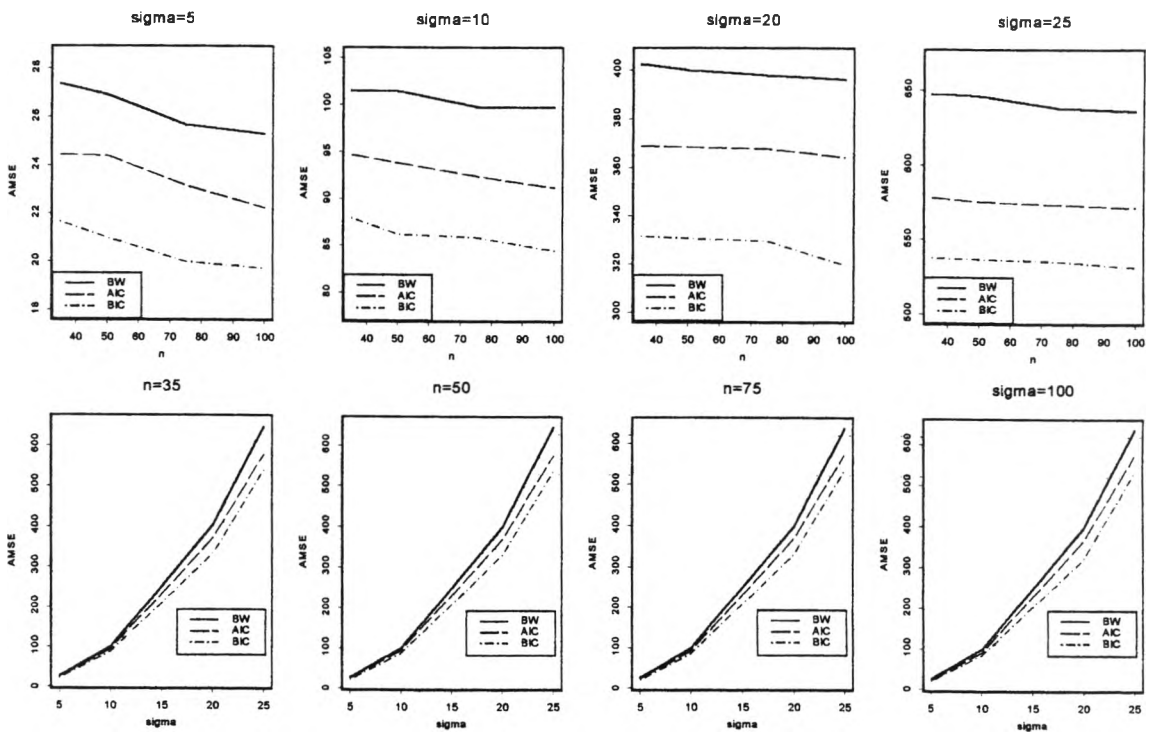 sigma=5
AMSE
28
26
24
22
20
18
BW
AIC
BIC
40 50 60 70 80 90 100
n
sigma=10
AMSE
105
100
95
90
85
80
BW
AIC
BIC
40 50 60 70 80 90 100
n
sigma=20
AMSE
400
380
360
340
320
300
BW
AIC
BIC
40 50 60 70 80 90 100
n
sigma=25
AMSE
650
600
550
500
BW
AIC
BIC
40 50 60 70 80 90 100
n
n=35
AMSE
600
500
400
300
200
100
0
BW
AIC
BIC
5 10 15 20 25
sigma
n=50
AMSE
600
500
400
300
200
100
0
BW
AIC
BIC
5 10 15 20 25
sigma
n=75
AMSE
600
500
400
300
200
100
0
BW
AIC
BIC
5 10 15 20 25
sigma
sigma=100
AMSE
600
500
400
300
200
100
0
BW
AIC
BIC
5 10 15 20 25
sigma